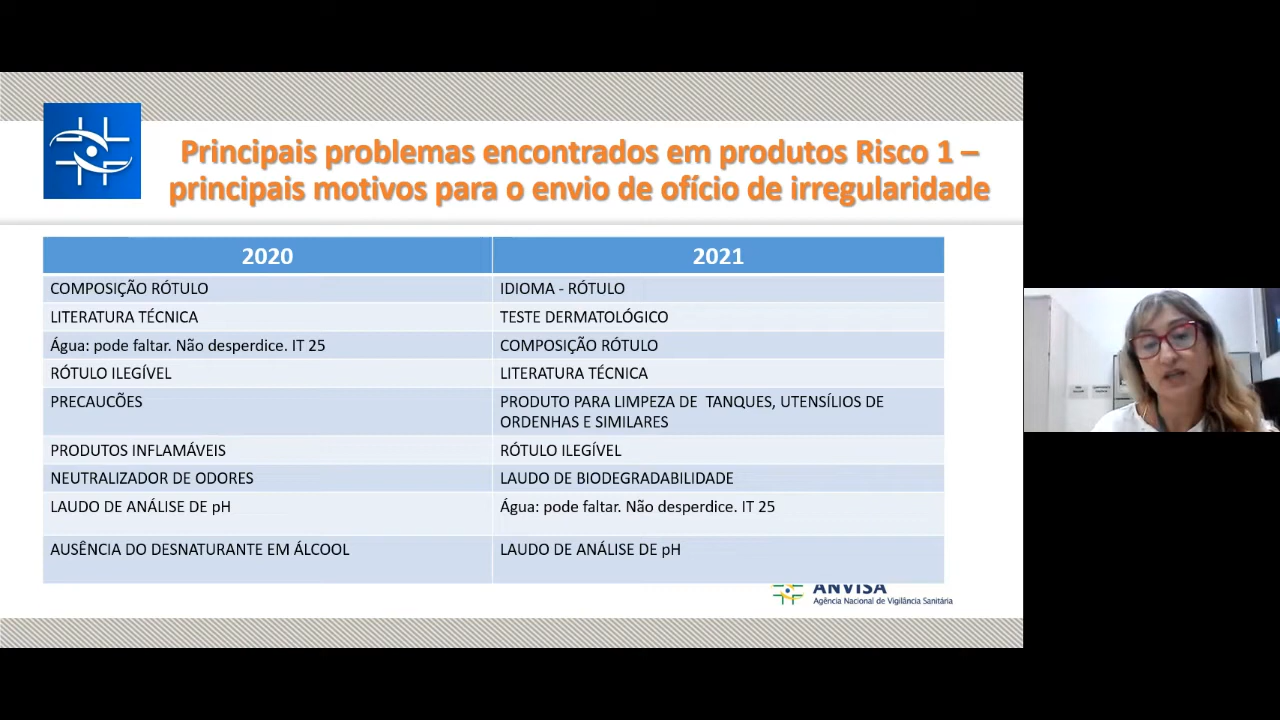 Principais problemas encontrados em produtos Risco 1 –
principais motivos para o envio de ofício de irregularidade
2020
2021
COMPOSIÇÃO RÓTULO
IDIOMA - RÓTULO
LITERATURA TÉCNICA
TESTE DERMATOLÓGICO
Água: pode faltar. Não desperdice. IT 25
COMPOSIÇÃO RÓTULO
RÓTULO ILEGÍVEL
LITERATURA TÉCNICA
PRECAUCÕES
PRODUTO PARA LIMPEZA DE TANQUES, UTENSÍLIOS DE
ORDENHAS E SIMILARES
PRODUTOS INFLAMÁVEIS
RÓTULO ILEGÍVEL
NEUTRALIZADOR DE ODORES
LAUDO DE BIODEGRADABILIDADE
LAUDO DE ANÁLISE DE pH
Água: pode faltar. Não desperdice. IT 25
AUSÊNCIA DO DESNATURANTE EM ÁLCOOL
LAUDO DE ANÁLISE DE pH
ANVISA
Agência Nacional de Vigilância Sanitária